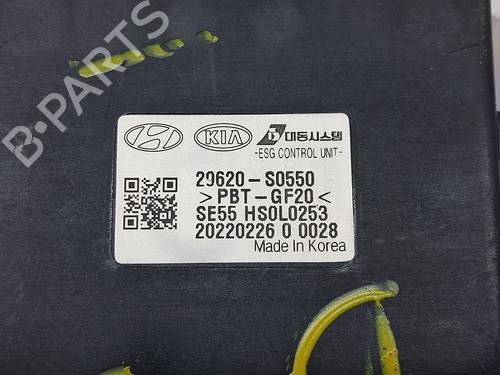 B-PARTS
KIA 대동시스템
-ESG CONTROL UNIT-
29620-S0550
>PBT-GF20<
SE55 HS0L0253
20220226 0 0028
Made In Korea